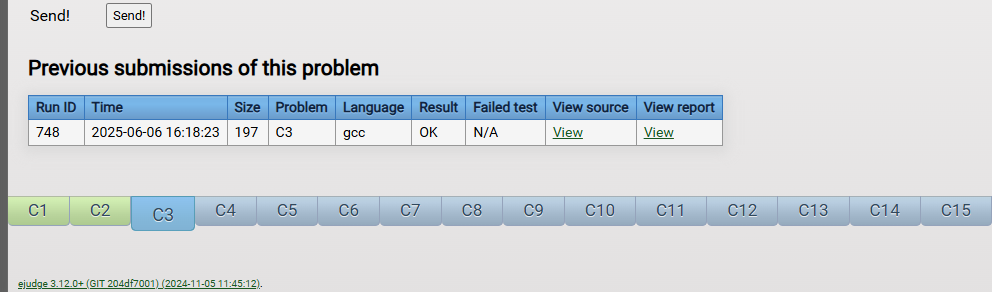 Send! Send!
Previous submissions of this problem
Run ID Time Size Problem Language Result Failed test View source View report
748 2025-06-06 16:18:23 197 C3 gcc OK N/A View View
C1 C2 C3 C4 C5 C6 C7 C8 C9 C10 C11 C12 C13 C14 C15
ejudge 3.12.0+ (GIT 204df7001) (2024-11-05 11:45:12).